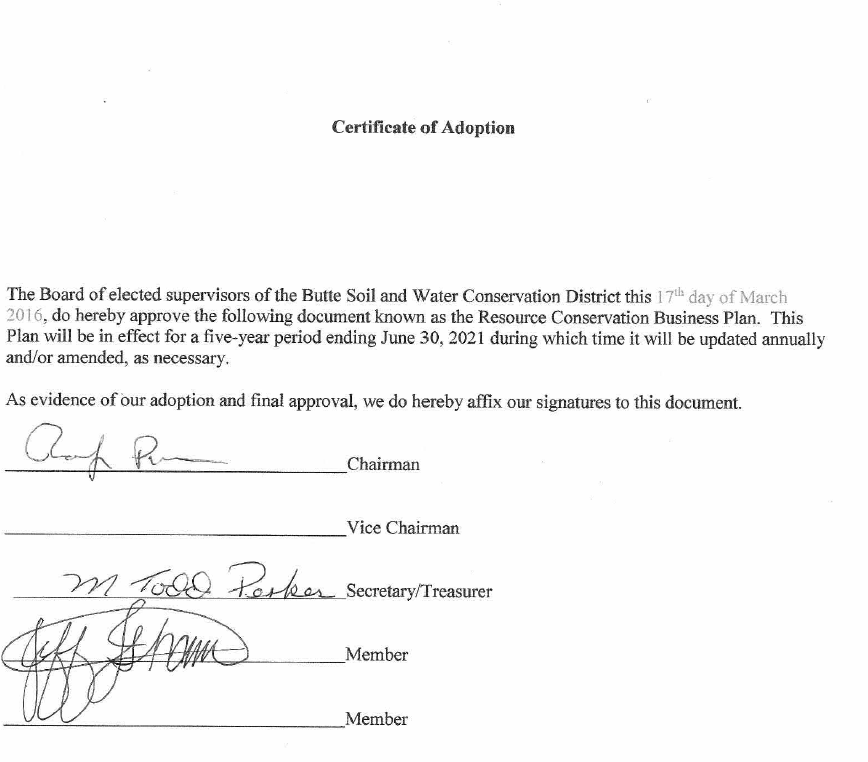 Certificate of Adoption
The Board of elected supervisors of the Butte Soil and Water Conservation District this 17th day of March
2016, do hereby approve the following document known as the Resource Conservation Business Plan. This
Plan will be in effect for a five-year period ending June 30, 2021 during which time it will be updated annually
and/or amended, as necessary.
As evidence of our adoption and final approval, we do hereby affix our signatures to this document.
Chairman
Vice Chairman
M Todd Parker Secretary/Treasurer
Jeff Member
Member